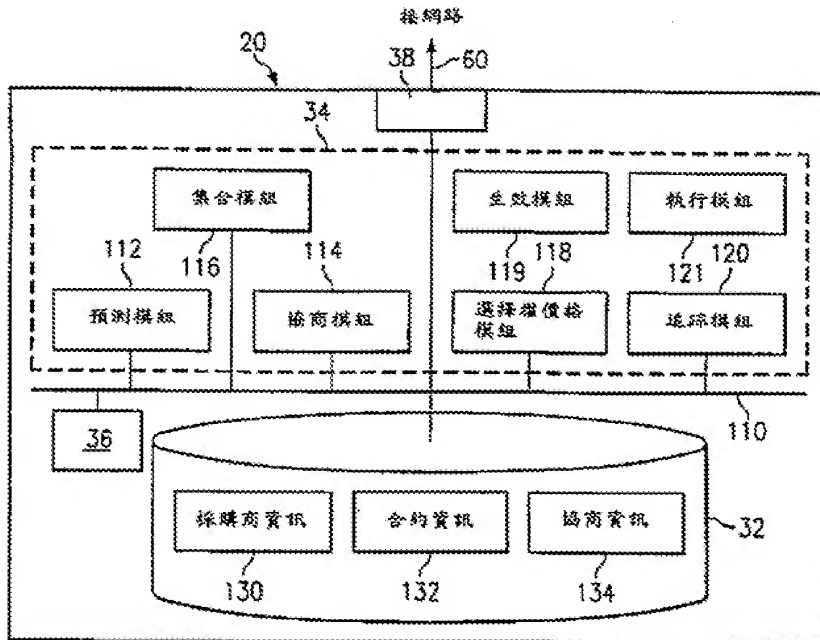 接網路
20
38
60
34
集合模組
生效模組
執行模組
112
116
114
119
118
121
120
預測模組
協商模組
選擇權價格
模組
追踪模組
36
110
採購商資訊
合約資訊
協商資訊
32
130
132
134